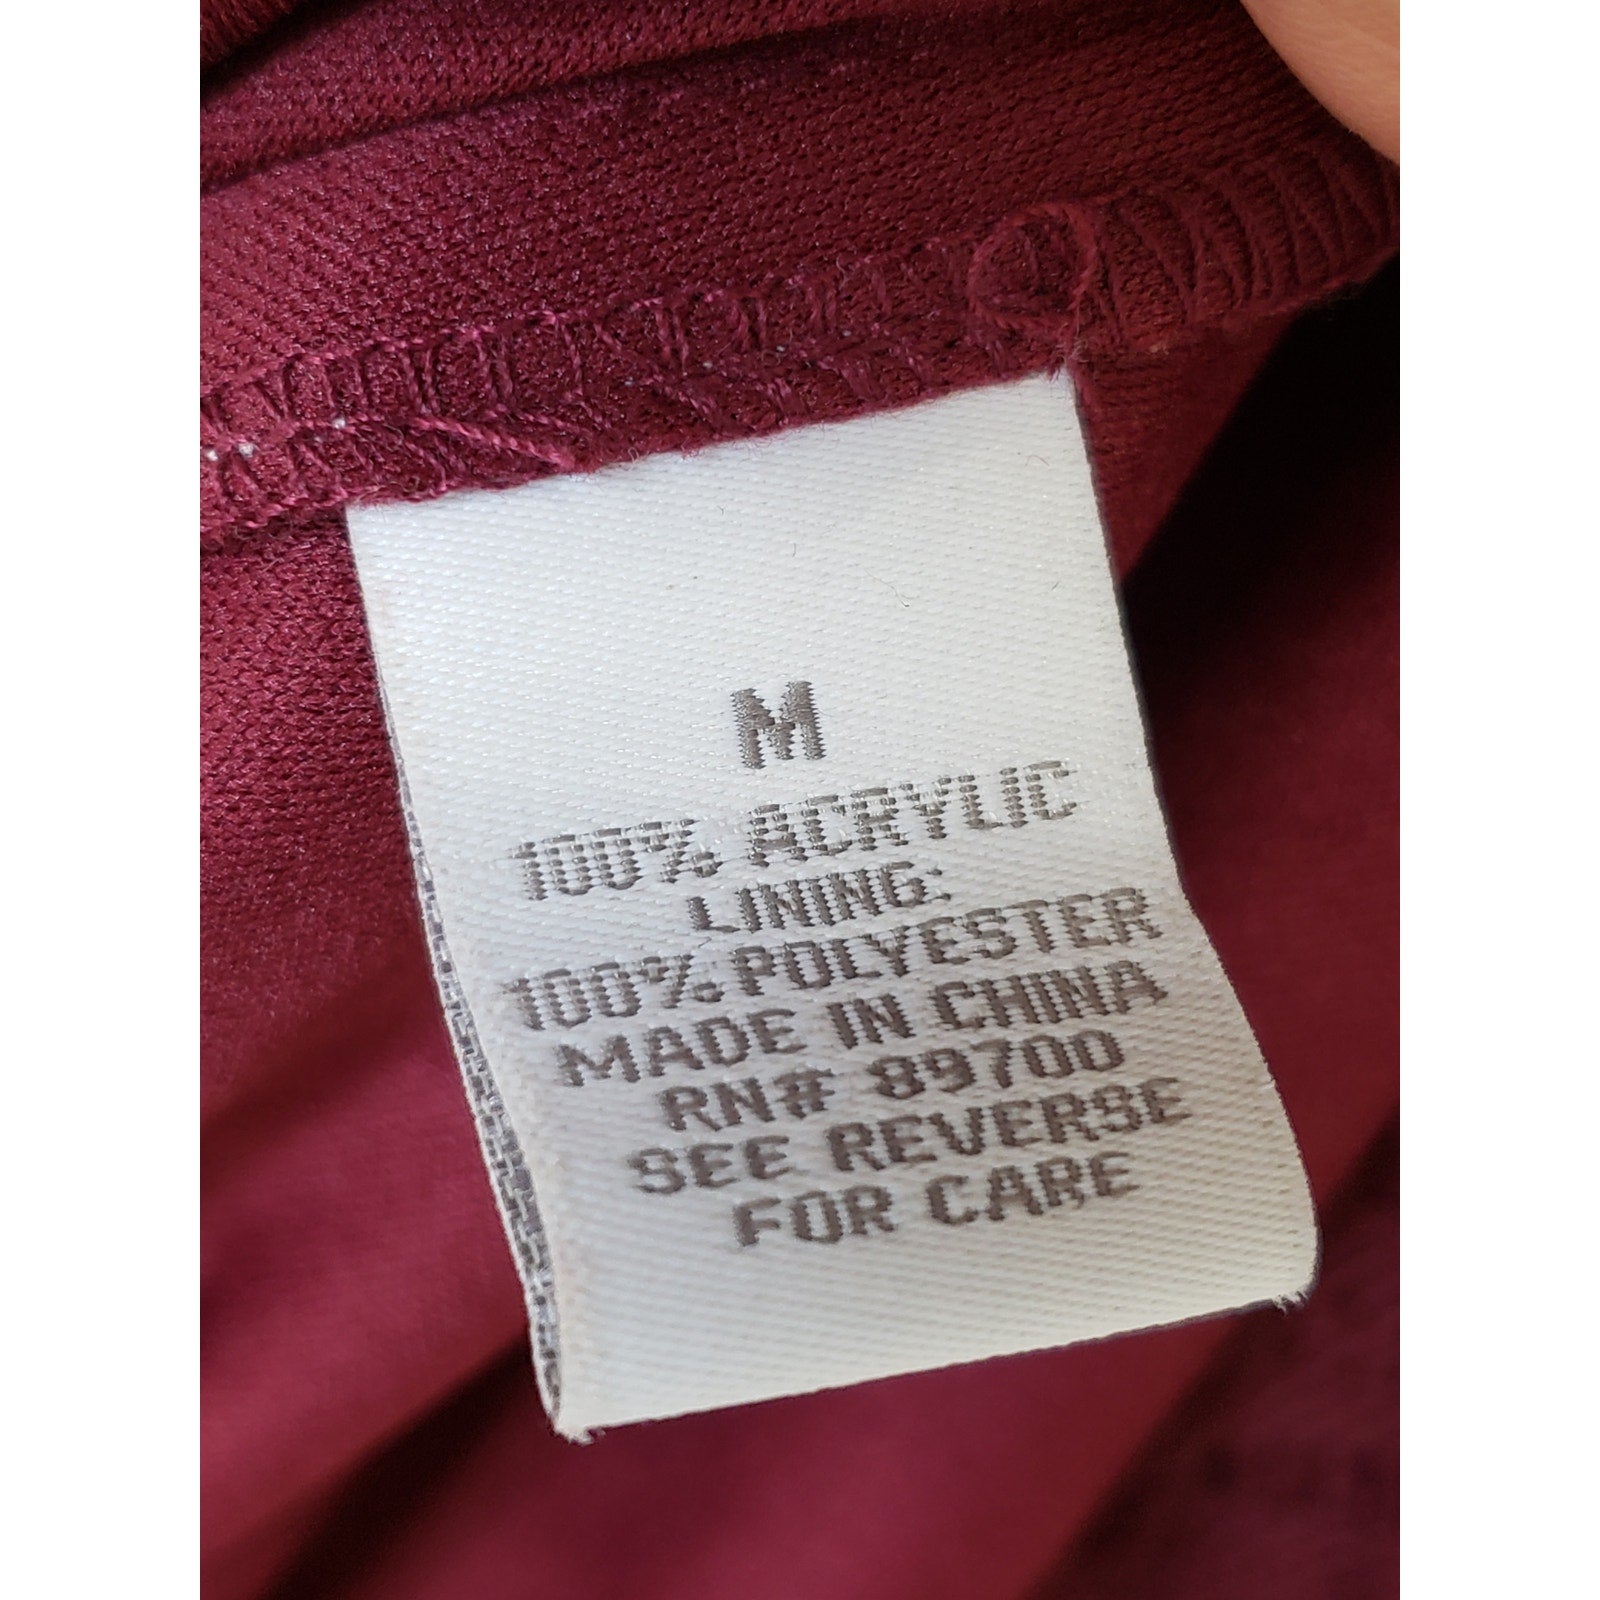 M
100% ACRYLIC
LINING:
100% POLYESTER
MADE IN CHINA
RN# 89700
SEE REVERSE
FOR CARE